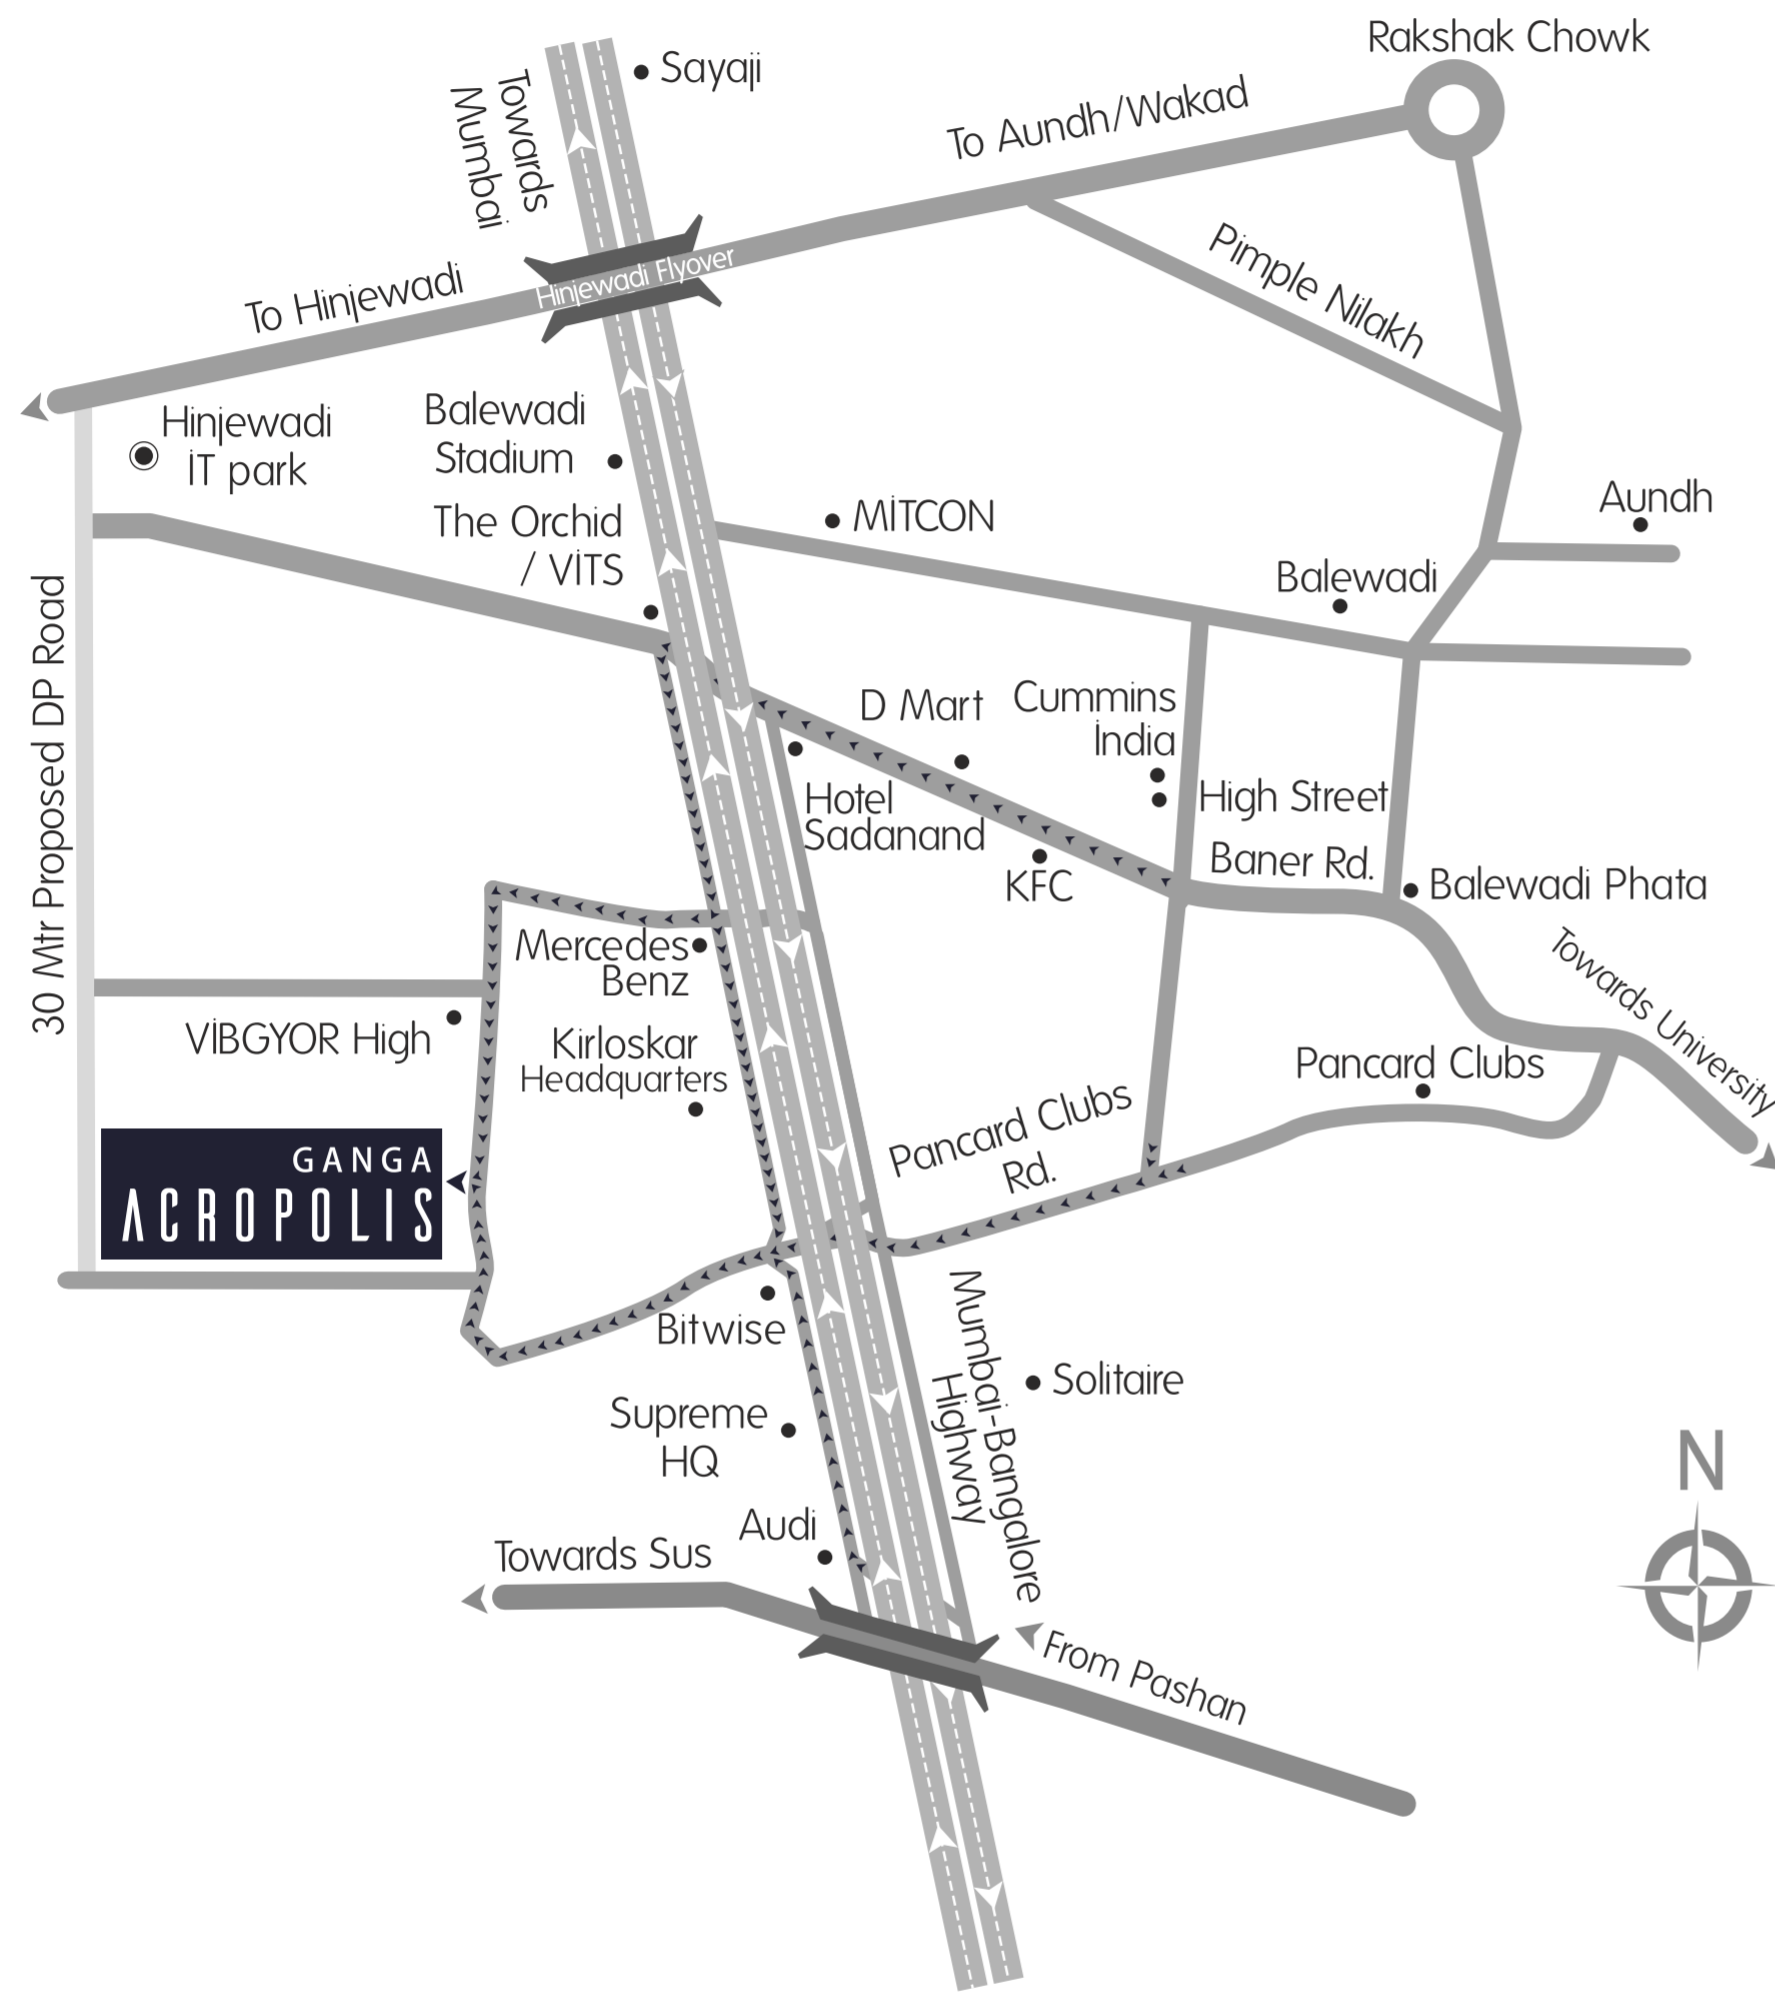 Rakshak Chowk
Sayaji
Towards
Mumbai
To Aundh/Wakad
Pimple Nilakh
Hinjewadi Flyover
To Hinjewadi
Hinjewadi
IT park
Balewadi
Stadium
The Orchid
/ VITS
MITCON
Aundh
Balewadi
30 Mtr Proposed DP Road
D Mart
Cummins
India
Hotel
Sadanand
High Street
KFC
Baner Rd.
Balewadi Phata
Mercedes
Benz
Towards University
VIBGYOR High
Kirloskar
Headquarters
Pancard Clubs
Pancard Clubs
Rd.
GANGA
ACROPOLIS
Bitwise
Mumbai-Bangalore
Highway
Solitaire
Supreme
HQ
N
Audi
Towards Sus
From Pashan